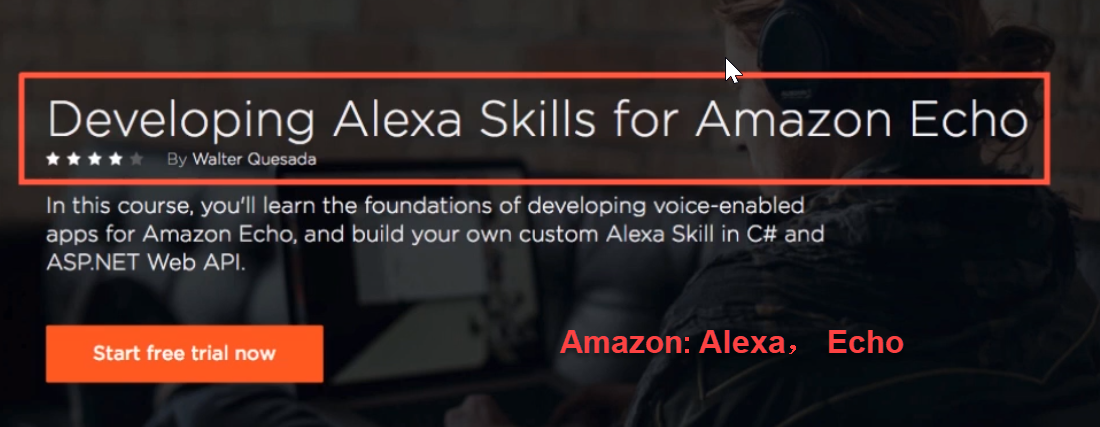 Developing Alexa Skills for Amazon Echo
By Walter Quesada
In this course, you'll learn the foundations of developing voice-enabled
apps for Amazon Echo, and build your own custom Alexa Skill in C# and
ASP.NET Web API.
Start free trial now
Amazon: Alexa， Echo